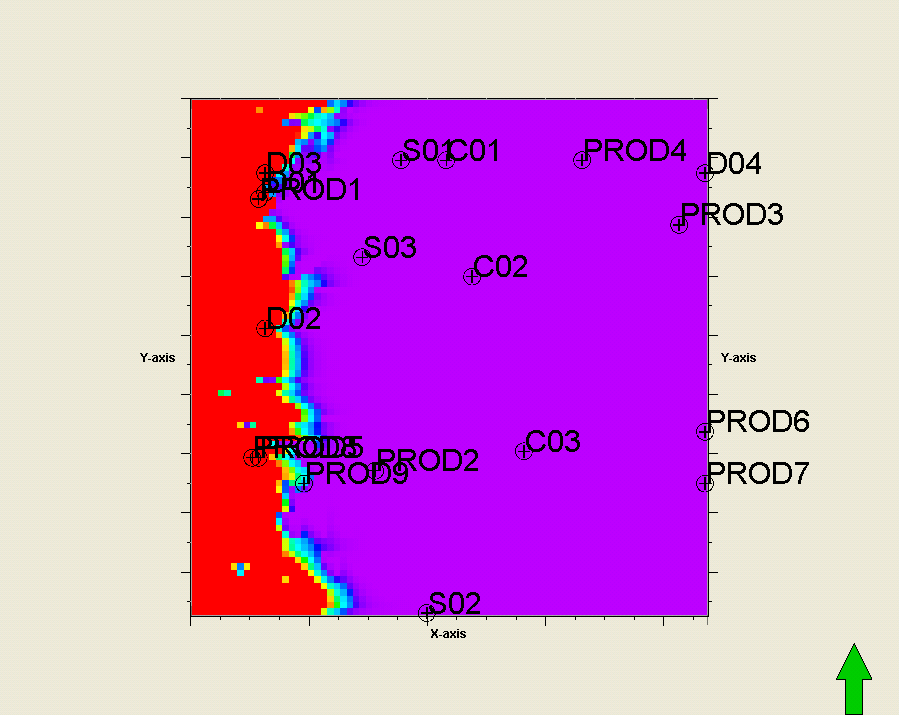 S01
C01
PROD4
D03
D04
PROD1
PROD3
S03
C02
D02
Y-axis
Y-axis
PROD6
C03
PROD5
PROD2
PROD9
PROD7
S02
X-axis